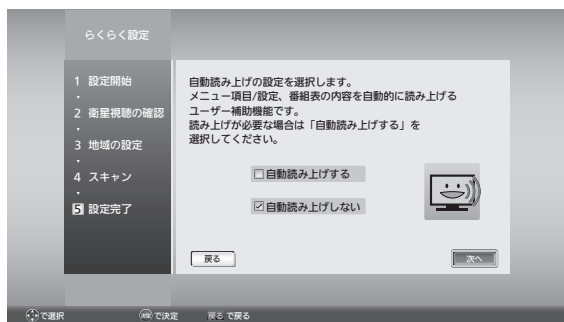 らくらく設定
1 設定開始
2 衛星視聴の確認
3 地域の設定
4 スキャン
5 設定完了
自動読み上げの設定を選択します。
メニュー項目/設定、番組表の内容を自動的に読み上げる
ユーザー補助機能です。
読み上げが必要な場合は「自動読み上げする」を
選択してください。
自動読み上げする
自動読み上げしない
戻る
次へ
で選択
決定 で決定
戻る で戻る